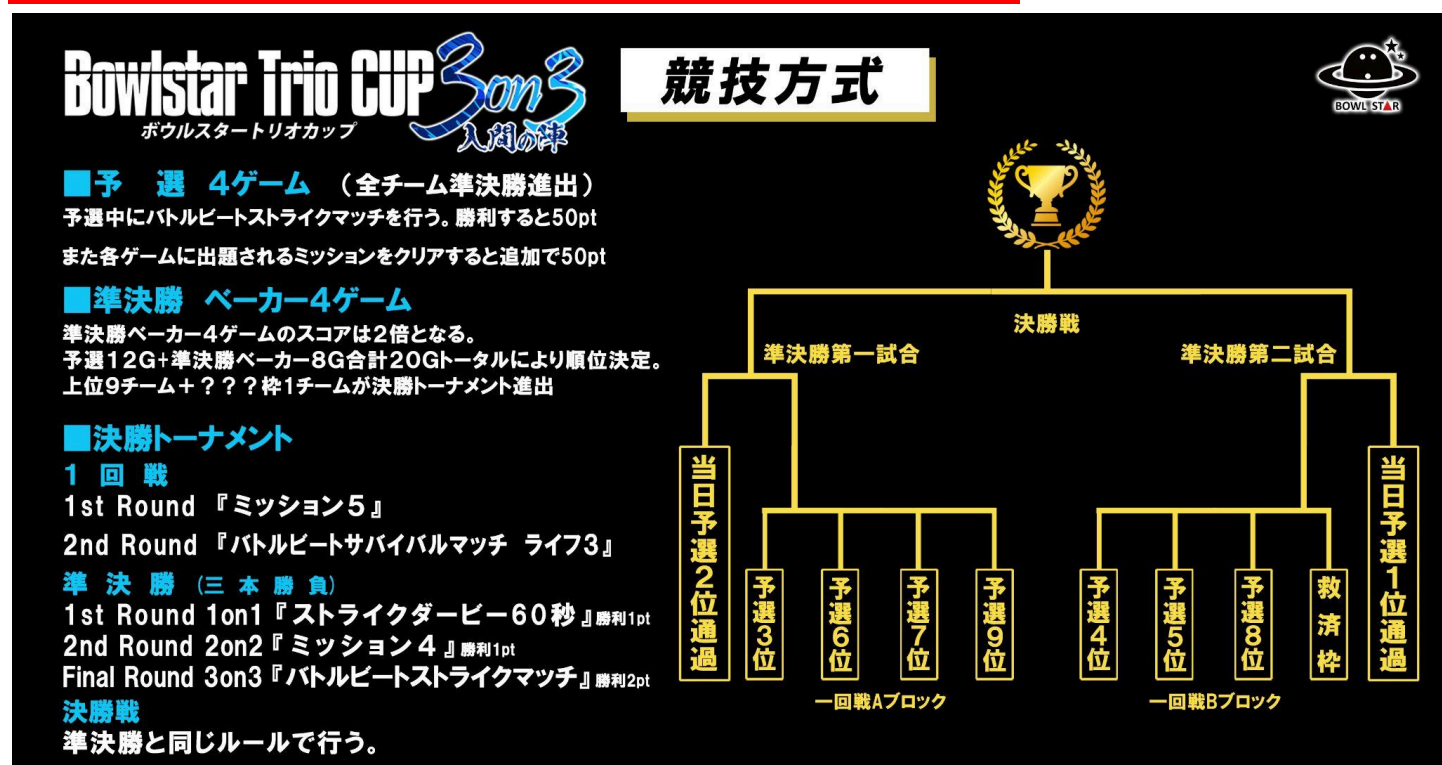 Bowlstar Trio CUP 3on3
ボウルスタートリオカップ
人間の陣
競技方式
BOWL STAR
■予 選 4ゲーム (全チーム準決勝進出)
予選中にバトルビートストライクマッチを行う。勝利すると50pt
また各ゲームに出題されるミッションをクリアすると追加で50pt
■準決勝 ベーカー4ゲーム
準決勝ベーカー4ゲームのスコアは2倍となる。
予選12G+準決勝ベーカー8G合計20Gトータルにより順位決定。
上位9チーム+???枠1チームが決勝トーナメント進出
■決勝トーナメント
1 回 戦
1st Round 『ミッション5』
2nd Round 『バトルビートサバイバルマッチ ライフ3』
準 決 勝 (三 本 勝 負)
1st Round 1on1『ストライクダービー60秒』勝利1pt
2nd Round 2on2『ミッション4』勝利1pt
Final Round 3on3『バトルビートストライクマッチ』勝利2pt
決勝戦
準決勝と同じルールで行う。
決勝戦
準決勝第一試合
準決勝第二試合
当日予選2位通過
予選3位
予選6位
予選7位
予選9位
予選4位
予選5位
予選8位
救済枠
当日予選1位通過
一回戦Aブロック
一回戦Bブロック